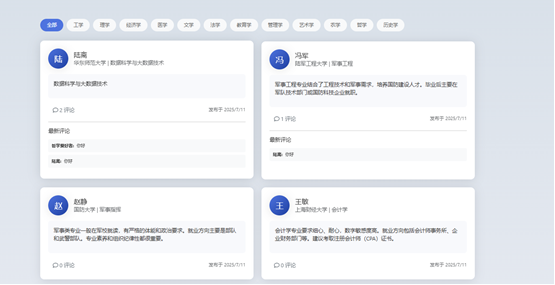 全部 工学 理学 经济学 医学 文学 法学 教育学 管理学 艺术学 农学 哲学 历史学
陆 陆南
华东师范大学 | 数据科学与大数据技术
数据科学与大数据技术
2 评论 发布于 2025/7/11
最新评论
你好
陆南: 你好
冯 冯军
陆军工程大学 | 军事工程
军事工程专业结合了工程技术和军事需求，培养国防建设人才。毕业后主要在
军队技术部门或国防科技企业就职。
1 评论 发布于 2025/7/11
最新评论
陆南: 你好
赵 赵静
国防大学 | 军事指挥
军事类专业一般在军校就读，有严格的体能和政治要求。就业方向主要是部队
和武警部队。专业素养和组织纪律性都很重要。
0 评论 发布于 2025/7/11
王 王敏
上海财经大学 | 会计学
会计学专业要求细心、耐心、数字敏感度高。就业方向包括会计师事务所、企
业财务部门等。建议考取注册会计师（CPA）证书。
0 评论 发布于 2025/7/11